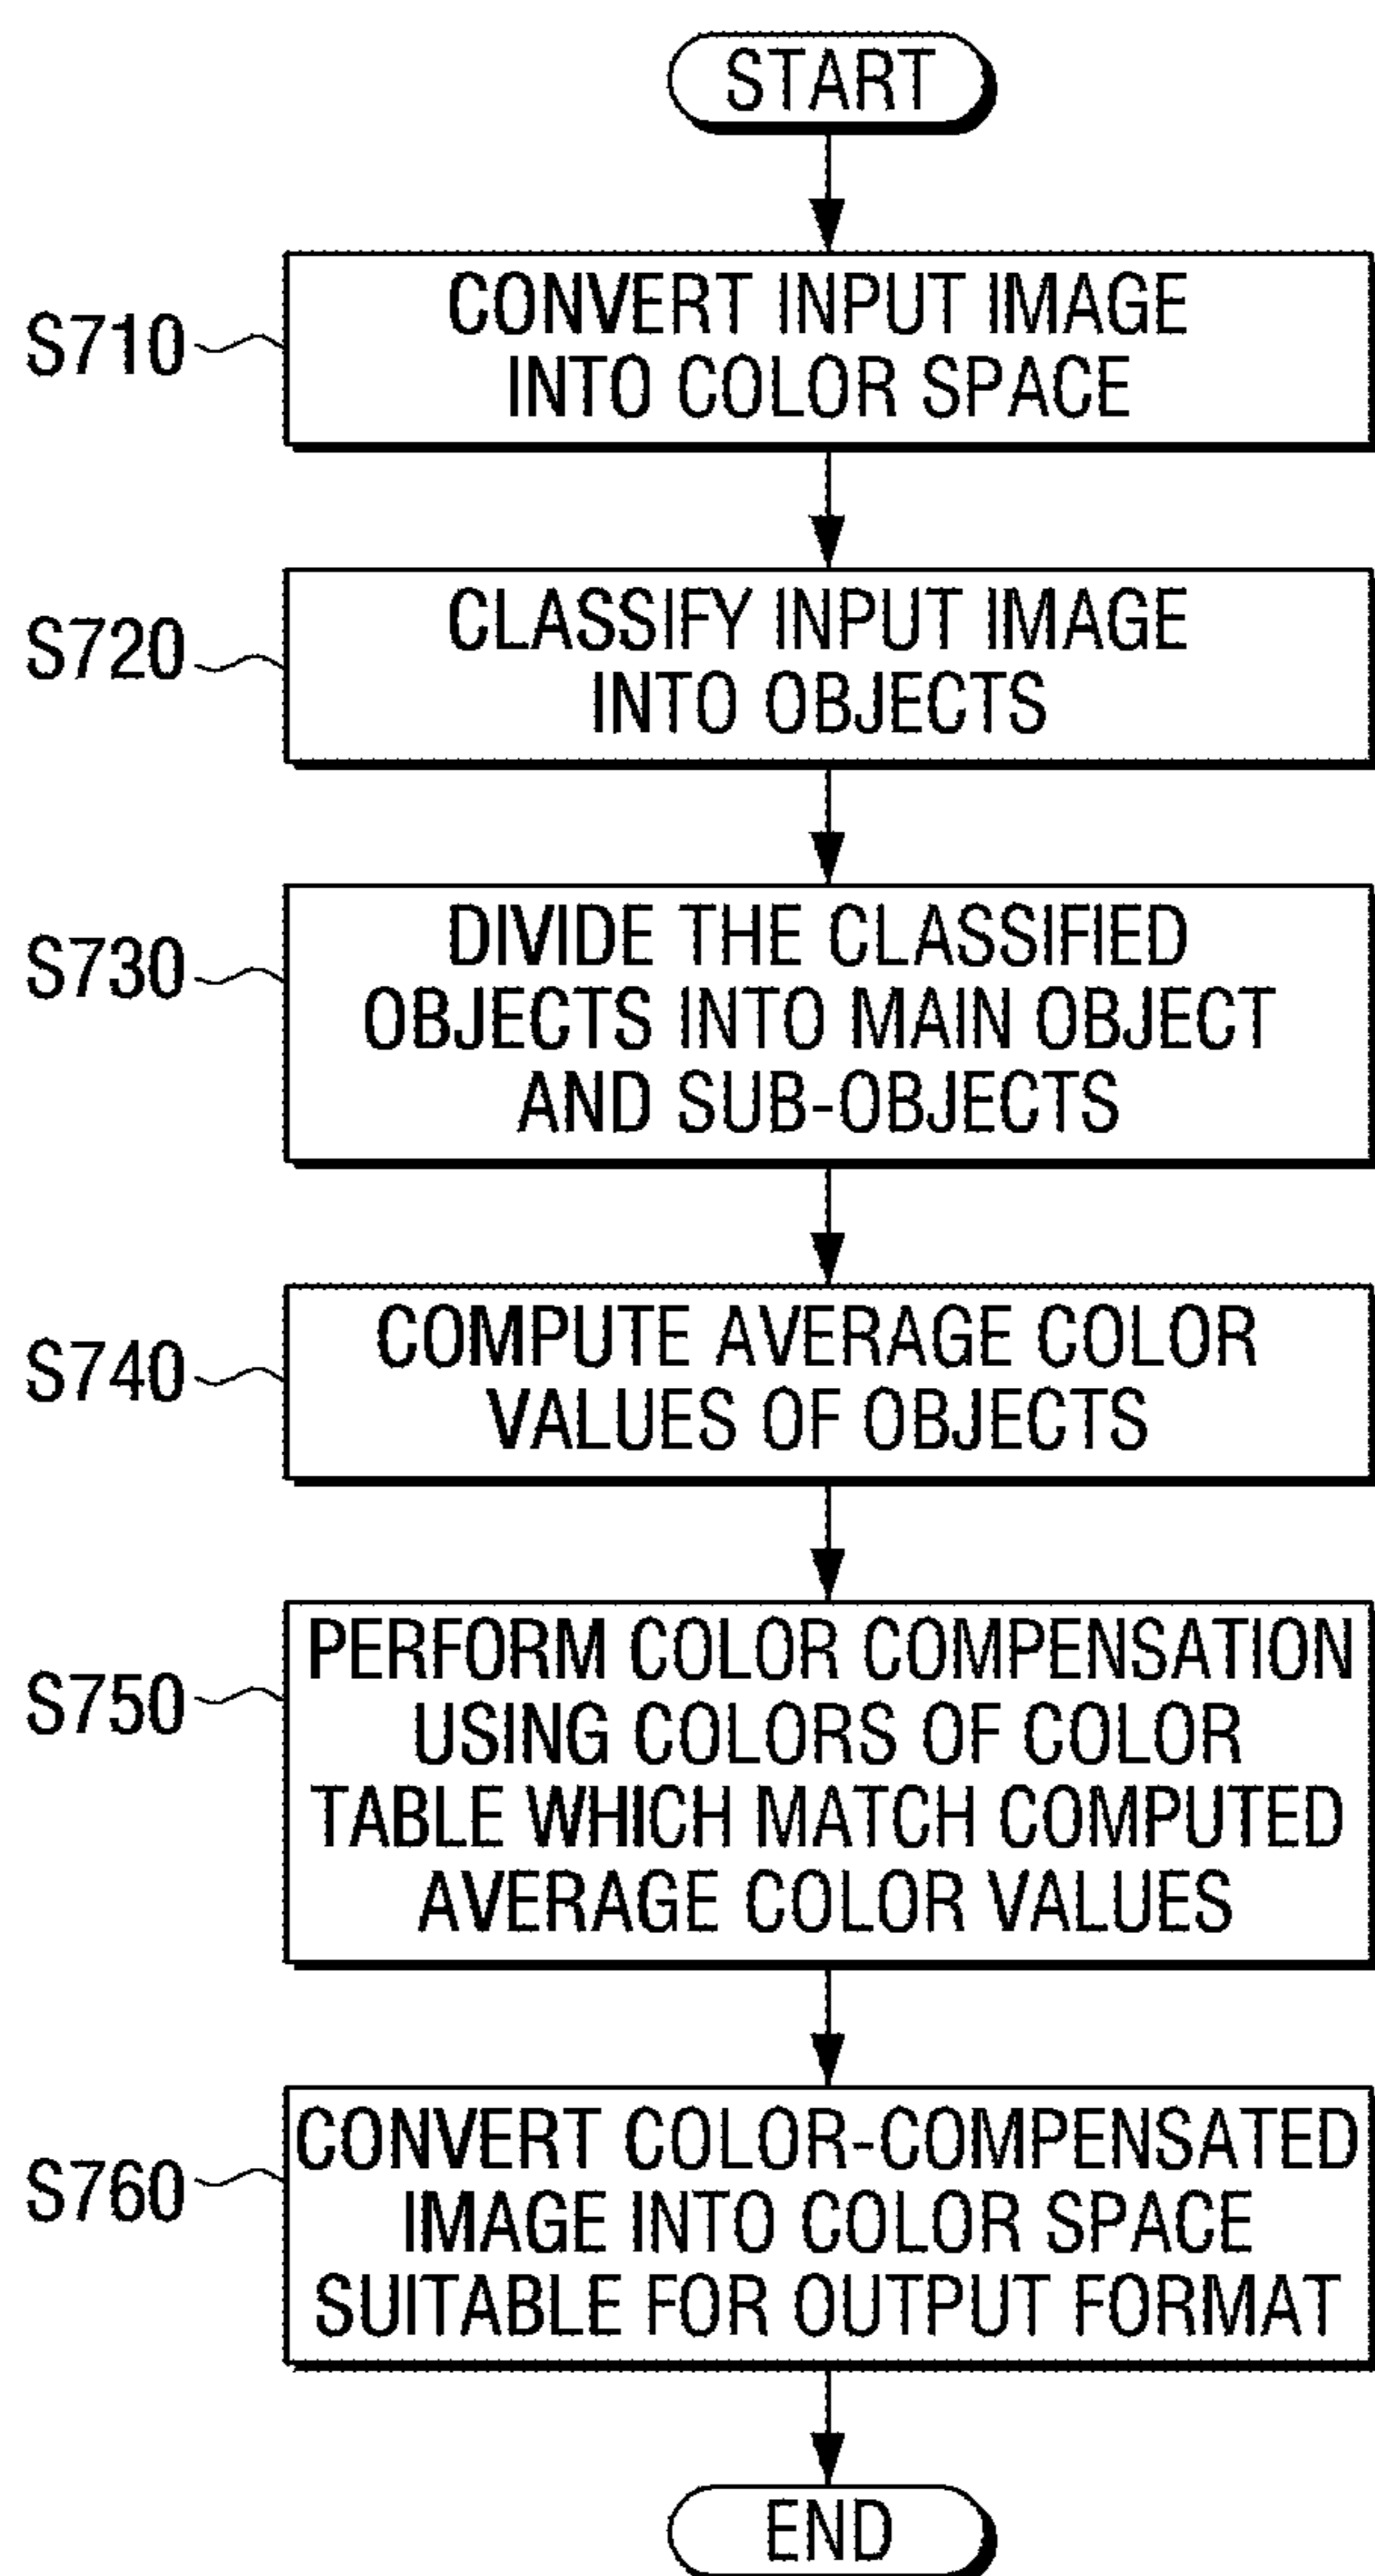 START
S710
CONVERT INPUT IMAGE
INTO COLOR SPACE
S720
CLASSIFY INPUT IMAGE
INTO OBJECTS
S730
DIVIDE THE CLASSIFIED
OBJECTS INTO MAIN OBJECT
AND SUB-OBJECTS
S740
COMPUTE AVERAGE COLOR
VALUES OF OBJECTS
S750
PERFORM COLOR COMPENSATION
USING COLORS OF COLOR
TABLE WHICH MATCH COMPUTED
AVERAGE COLOR VALUES
S760
CONVERT COLOR-COMPENSATED
IMAGE INTO COLOR SPACE
SUITABLE FOR OUTPUT FORMAT
END